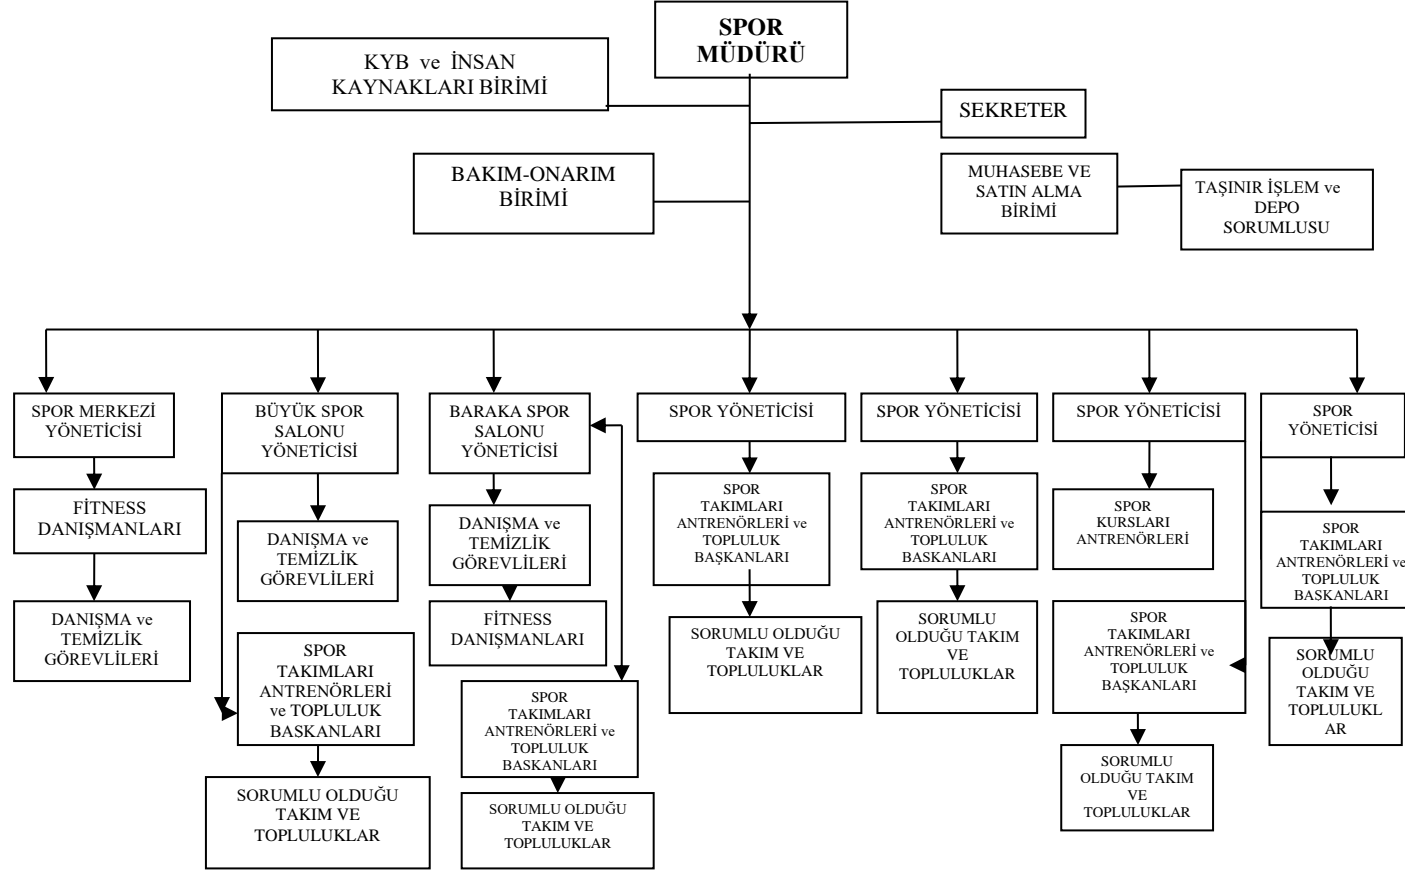 SPOR
MÜDÜRÜ
KYB ve İNSAN
KAYNAKLARI BİRİMİ
SEKRETER
BAKIM-ONARIM
BİRİMİ
MUHASEBE VE
SATIN ALMA
BİRİMİ
TAŞINIR İŞLEM ve
DEPO
SORUMLUSU
SPOR MERKEZİ
YÖNETİCİSİ
BÜYÜK SPOR
SALONU
YÖNETİCİSİ
BARAKA SPOR
SALONU
YÖNETİCİSİ
SPOR YÖNETİCİSİ
SPOR YÖNETİCİSİ
SPOR YÖNETİCİSİ
SPOR
YÖNETİCİSİ
FİTNESS
DANIŞMANLARI
DANIŞMA ve
TEMİZLİK
GÖREVLİLERİ
DANIŞMA ve
TEMİZLİK
GÖREVLİLERİ
SPOR
TAKIMLARI
ANTRENÖRLERİ ve
TOPLULUK
BAŞKANLARI
SPOR
TAKIMLARI
ANTRENÖRLERİ ve
TOPLULUK
BASKANLARI
SPOR
KURSLARI
ANTRENÖRLERİ
SPOR
TAKIMLARI
ANTRENÖRLERİ ve
TOPLULUK
BASKANLARI
DANIŞMA ve
TEMİZLİK
GÖREVLİLERİ
SPOR
TAKIMLARI
ANTRENÖRLERİ
ve TOPLULUK
BASKANLARI
FİTNESS
DANIŞMANLARI
SORUMLU OLDUĞU
TAKIM VE
TOPLULUKLAR
SORUMLU
OLDUĞU TAKIM
VE
TOPLULUKLAR
SPOR
TAKIMLARI
ANTRENÖRLERİ ve
TOPLULUK
BAŞKANLARI
SORUMLU
OLDUĞU
TAKIM VE
TOPLULUKL
AR
SPOR
TAKIMLARI
ANTRENÖRLERİ ve
TOPLULUK
BASKANLARI
SORUMLU OLDUĞU
TAKIM VE
TOPLULUKLAR
SORUMLU OLDUĞU
TAKIM VE
TOPLULUKLAR
SORUMLU
OLDUĞU TAKIM
VE
TOPLULUKLAR